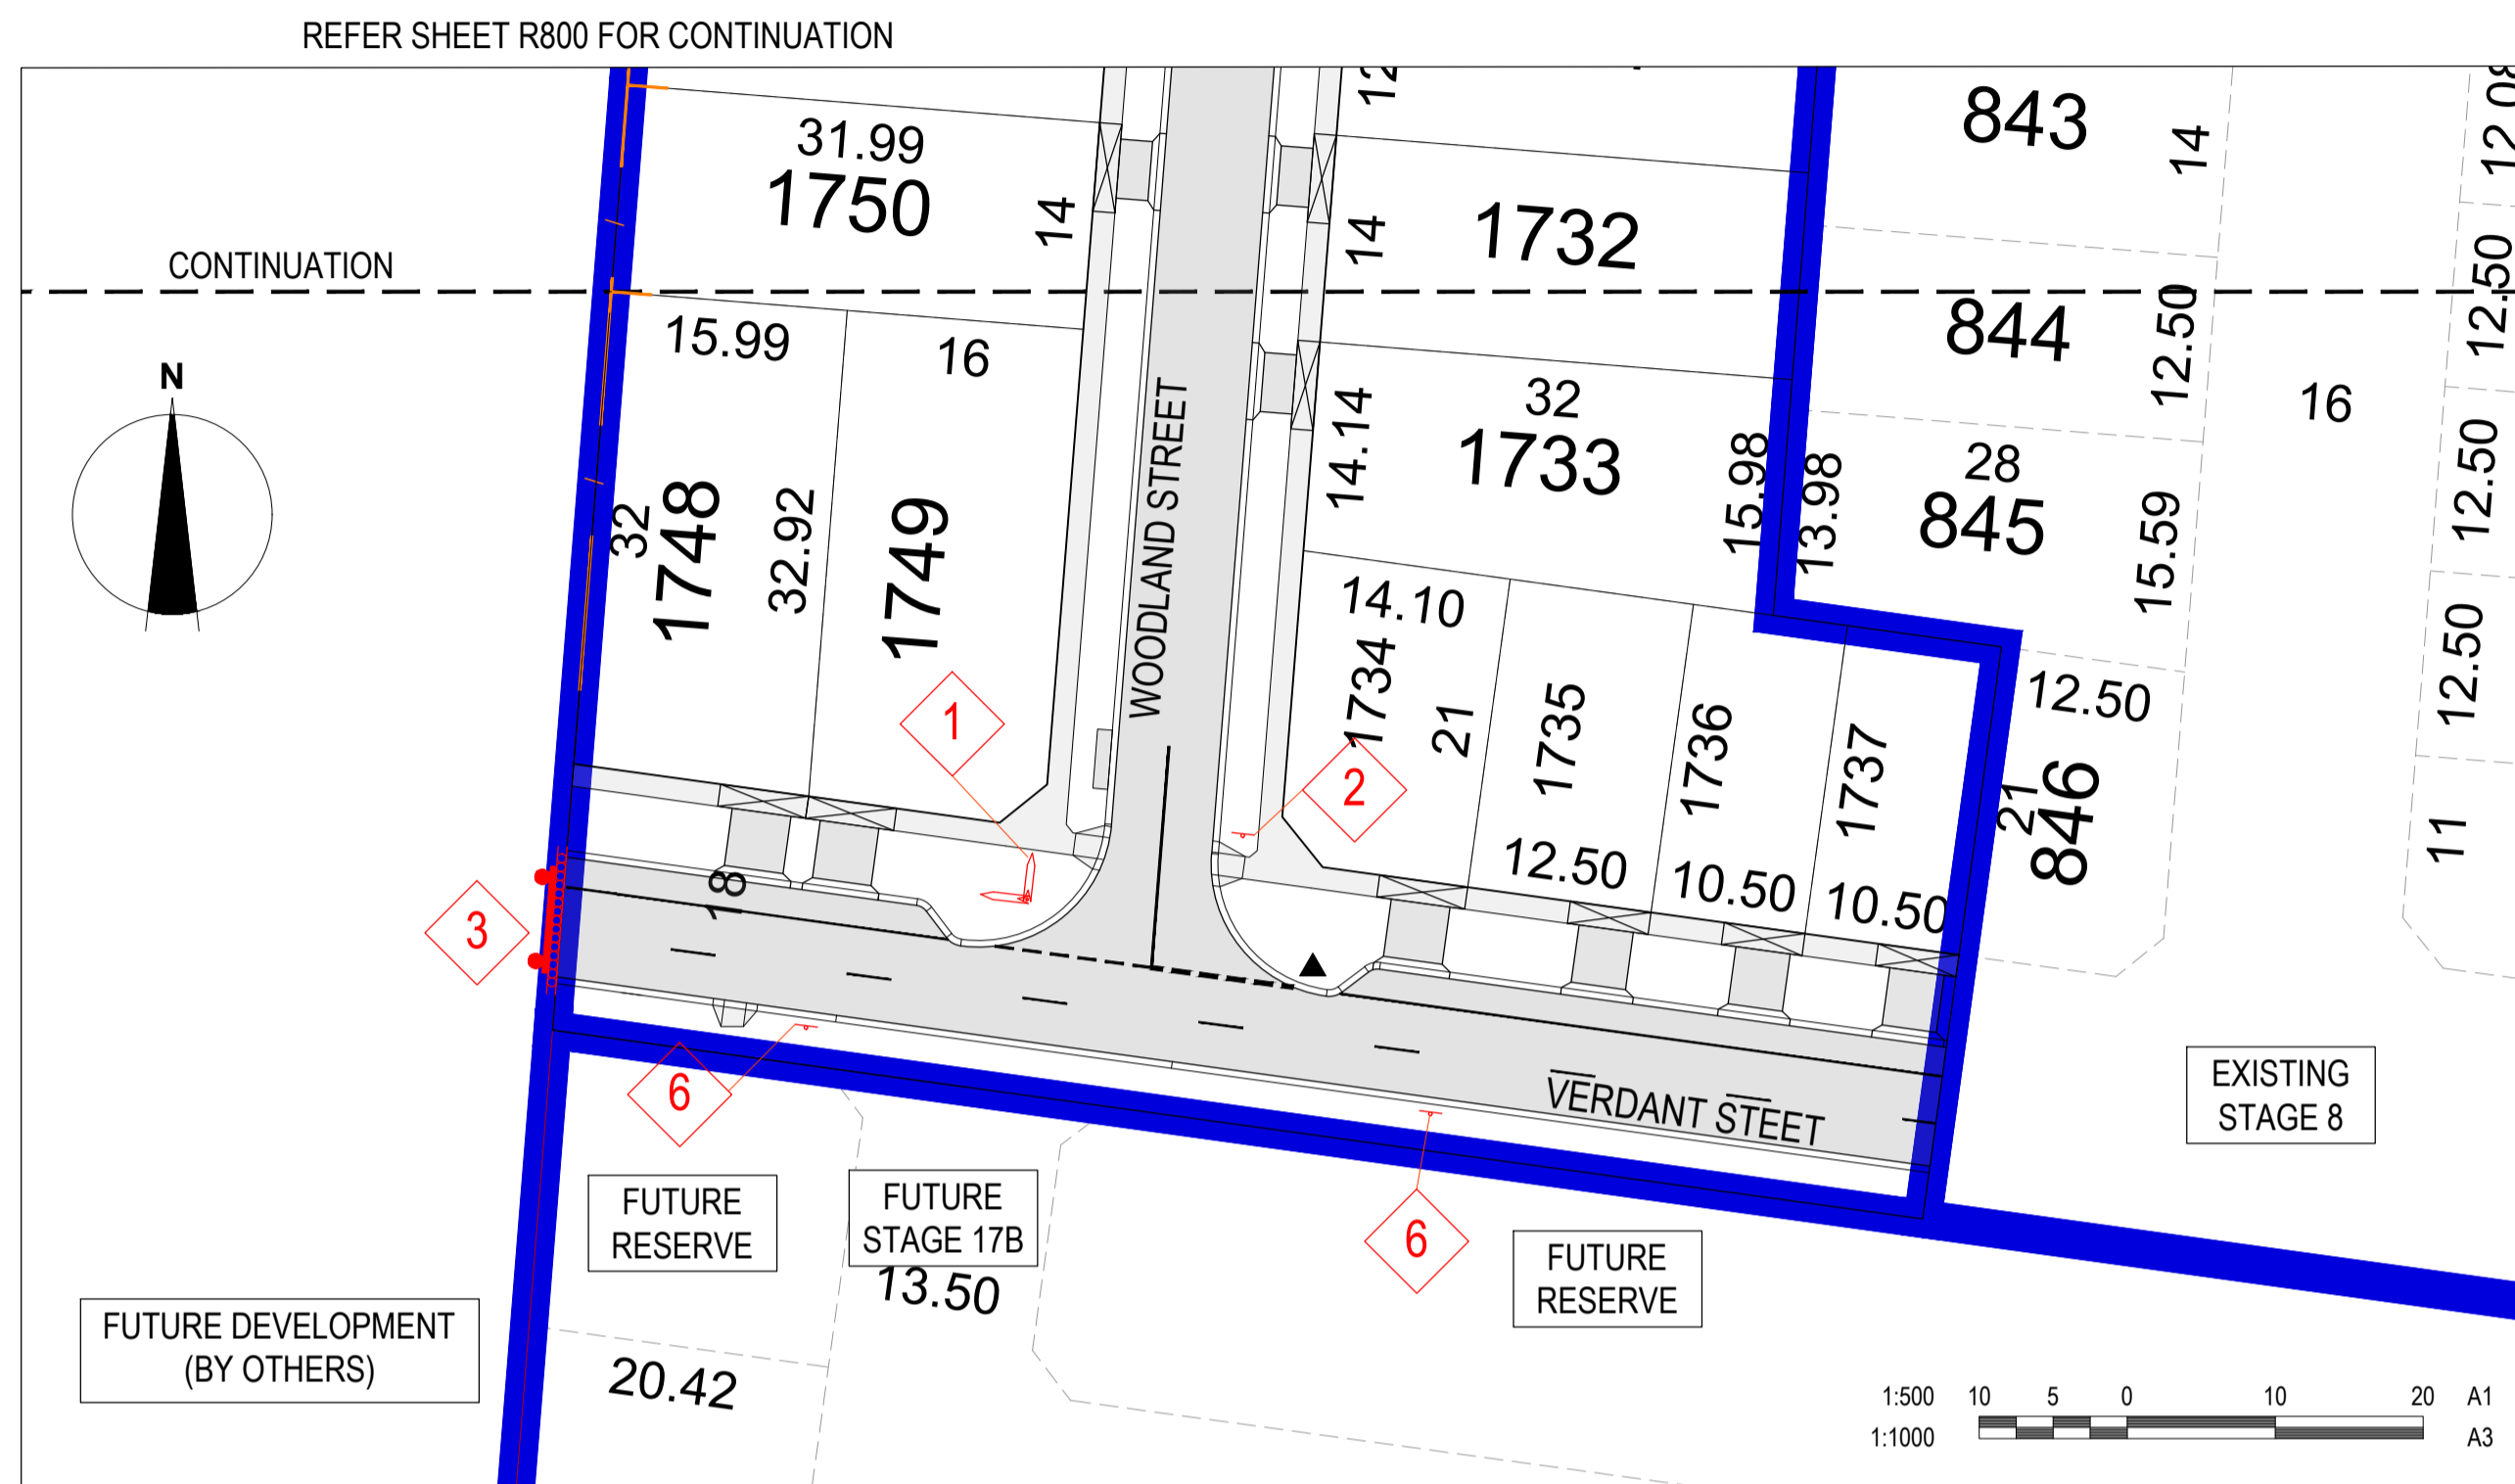 REFER SHEET R800 FOR CONTINUATION
31.99
1750
14
14
1732
843
14
CONTINUATION
15.99
16
844
12.50
12.50
16
N
32
1733
14.14
15.98
13.98
28
845
15.59
12.50
32
1748
32.92
1749
WOODLAND STREET
14.10
1734
21
1735
1736
1737
12.50
21
846
12.50
11
1
2
3
18
12.50
10.50
10.50
6
6
VERDANT STEET
EXISTING
STAGE 8
FUTURE
RESERVE
FUTURE
STAGE 17B
13.50
FUTURE
RESERVE
FUTURE DEVELOPMENT
(BY OTHERS)
20.42
1:500 10 5 0 10 20 A1
1:1000 A3